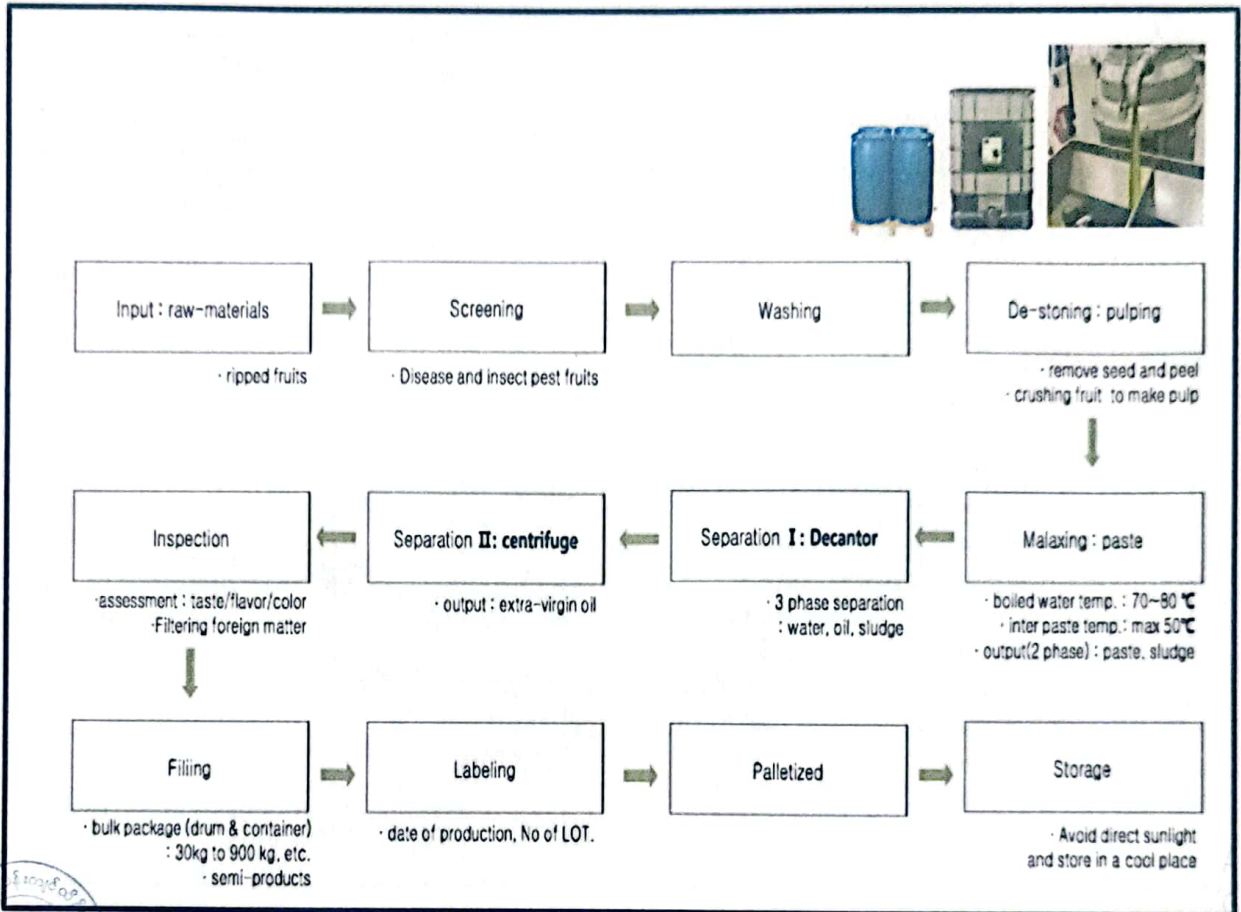 Input : raw-materials
· ripped fruits
Screening
· Disease and insect pest fruits
Washing
De-stoning : pulping
· remove seed and peel
· crushing fruit to make pulp
Malaxing : paste
· boiled water temp. : 70~80 ℃
· inter paste temp. : max 50℃
· output(2 phase) : paste, sludge
Separation Ⅰ : Decantor
· 3 phase separation
: water, oil, sludge
Separation Ⅱ: centrifuge
· output : extra-virgin oil
Inspection
·assessment : taste/flavor/color
·Filtering foreign matter
Filiing
· bulk package (drum & container)
: 30kg to 900 kg, etc.
· semi-products
Labeling
· date of production, No of LOT.
Palletized
Storage
· Avoid direct sunlight
and store in a cool place